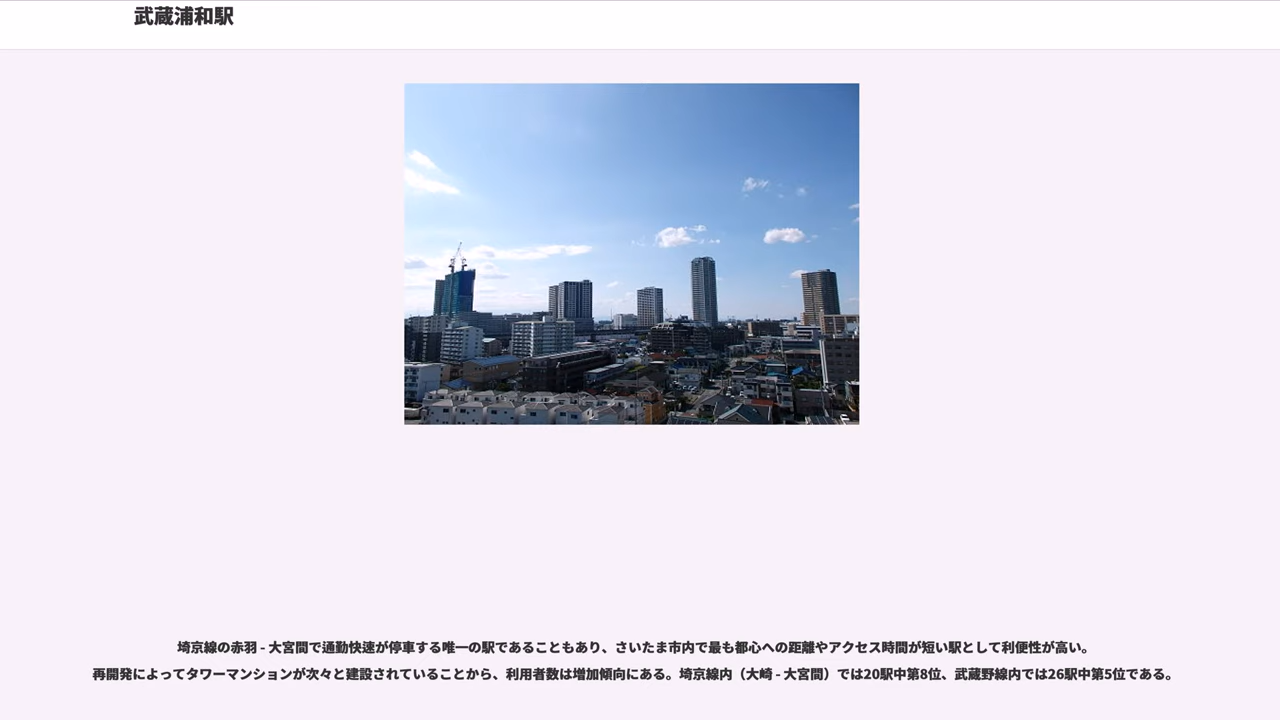 武蔵浦和駅
埼京線の赤羽 - 大宮間で通勤快速が停車する唯一の駅であることもあり、さいたま市内で最も都心への距離やアクセス時間が短い駅として利便性が高い。
再開発によってタワーマンションが次々と建設されていることから、利用者数は増加傾向にある。埼京線内（大崎 - 大宮間）では20駅中第8位、武蔵野線内では26駅中第5位である。